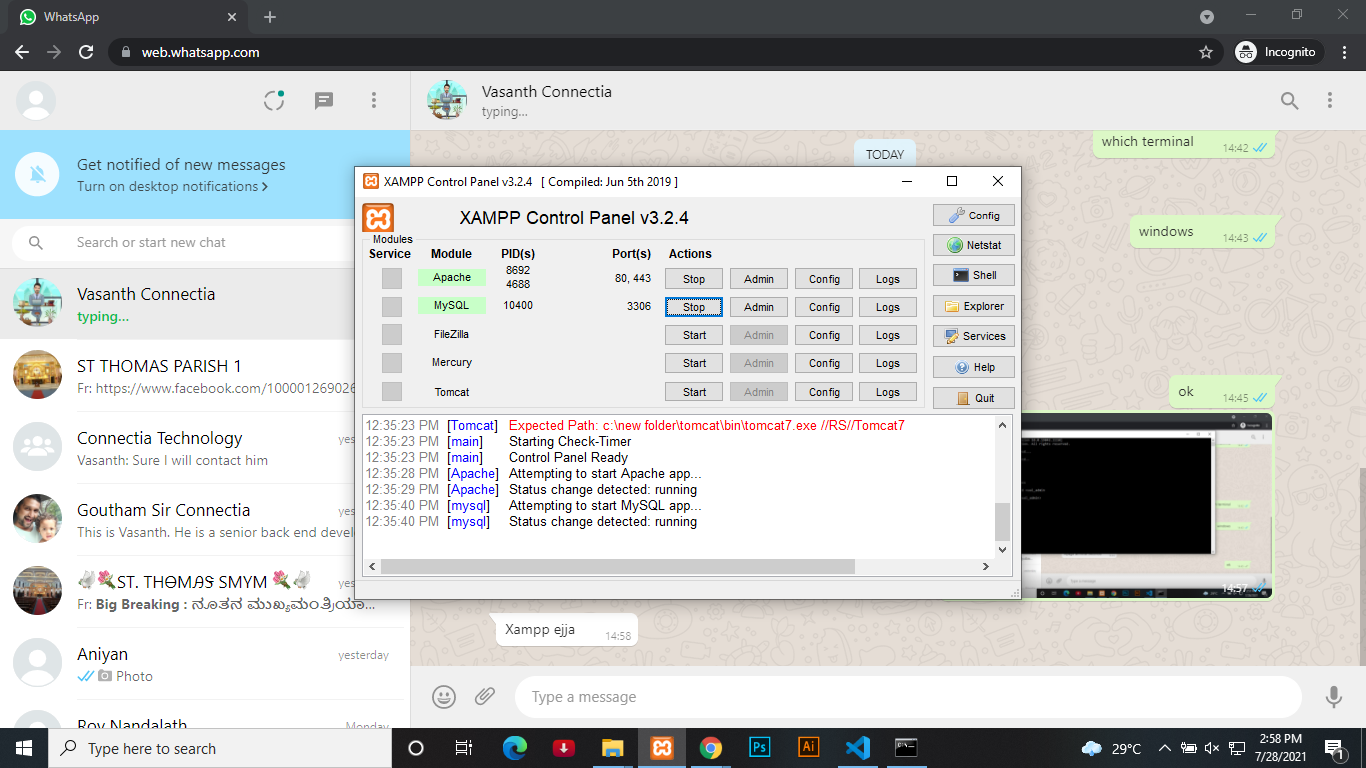 WhatsApp
web.whatsapp.com
Incognito
Vasanth Connectia
typing...
Get notified of new messages
Turn on desktop notifications
Search or start new chat
Vasanth Connectia
typing...
ST THOMAS PARISH 1
Fr: https://www.facebook.com/100001269026
Connectia Technology
yes
Vasanth: Sure I will contact him
Goutham Sir Connectia
yes
This is Vasanth. He is a senior back end devel
🕊️🌹ST. THOMAS SMYM 🌹🕊️
yes
Fr: Big Breaking : ನೂತನ ಮುಖ್ಯಮಂತ್ರಿಯಾ...
Aniyan
yesterday
Photo
Roy Nandalath
Monday
which terminal
14:42
TODAY
windows
14:43
ok
14:45
14:57
Xampp ejja
14:58
Type a message
XAMPP Control Panel v3.2.4 [ Compiled: Jun 5th 2019 ]
XAMPP Control Panel v3.2.4
Modules
Service Module PID(s) Port(s) Actions
Apache 8692 4688 80, 443 Stop Admin Config Logs
MySQL 10400 3306 Stop Admin Config Logs
FileZilla Start Admin Config Logs
Mercury Start Admin Config Logs
Tomcat Start Admin Config Logs
Config
Netstat
Shell
Explorer
Services
Help
Quit
12:35:23 PM [Tomcat] Expected Path: c:\new folder\tomcat\bin\tomcat7.exe //RS//Tomcat7
12:35:23 PM [main] Starting Check-Timer
12:35:23 PM [main] Control Panel Ready
12:35:28 PM [Apache] Attempting to start Apache app...
12:35:29 PM [Apache] Status change detected: running
12:35:40 PM [mysql] Attempting to start MySQL app...
12:35:40 PM [mysql] Status change detected: running
Type here to search
Ps
Ai
29°C
2:58 PM
7/28/2021
1